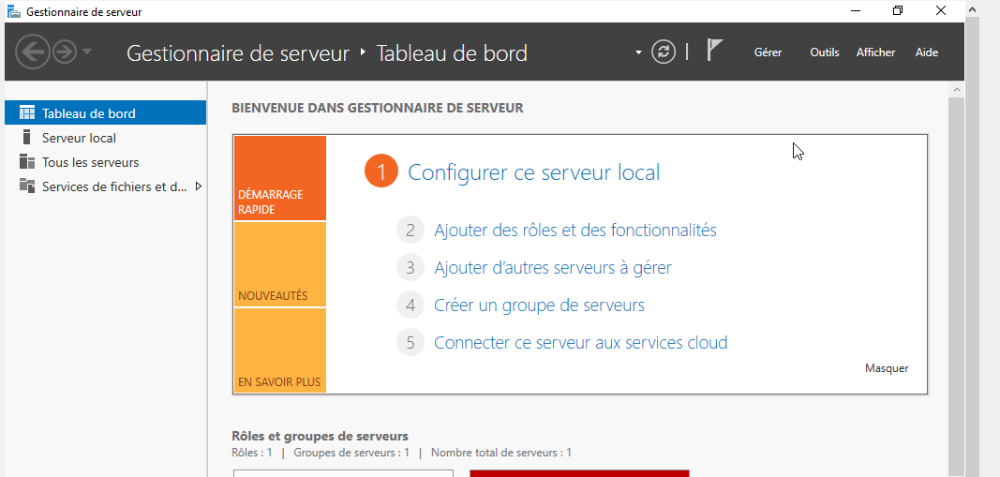 Gestionnaire de serveur
Gestionnaire de serveur ‣ Tableau de bord
Gérer Outils Afficher Aide
Tableau de bord
Serveur local
Tous les serveurs
Services de fichiers et d...
BIENVENUE DANS GESTIONNAIRE DE SERVEUR
DÉMARRAGE
RAPIDE
NOUVEAUTÉS
EN SAVOIR PLUS
1 Configurer ce serveur local
2 Ajouter des rôles et des fonctionnalités
3 Ajouter d’autres serveurs à gérer
4 Créer un groupe de serveurs
5 Connecter ce serveur aux services cloud
Masquer
Rôles et groupes de serveurs
Rôles : 1 | Groupes de serveurs : 1 | Nombre total de serveurs : 1